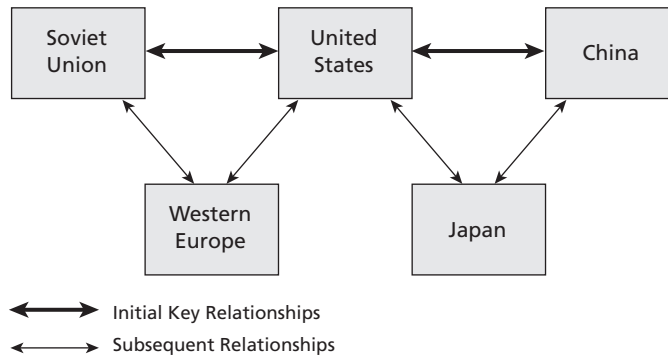 Soviet
Union
United
States
China
Western
Europe
Japan
Initial Key Relationships
Subsequent Relationships